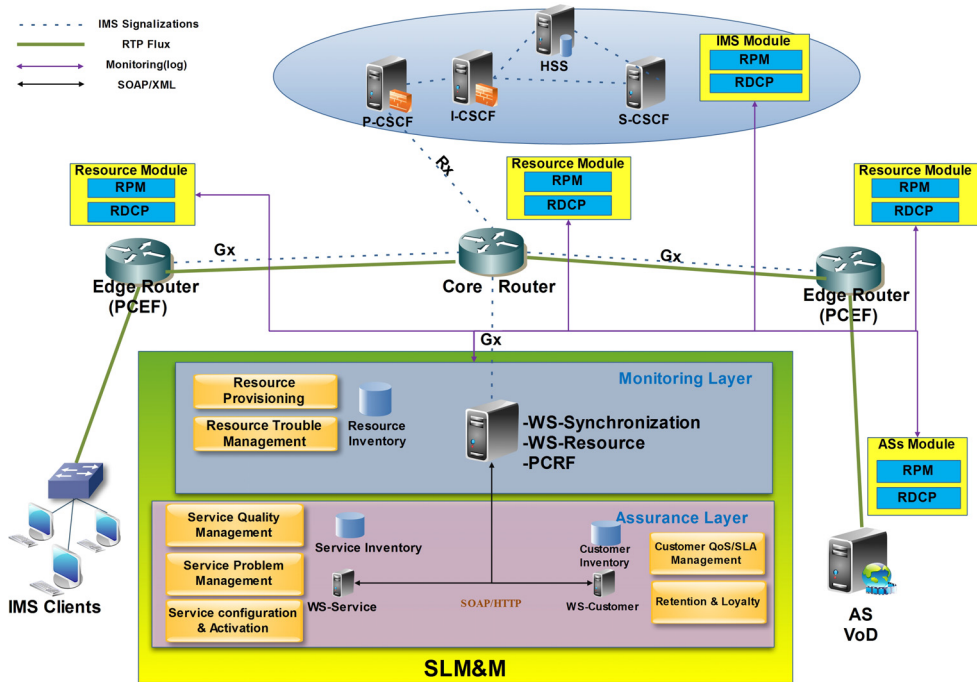 IMS Signalizations
RTP Flux
Monitoring(log)
SOAP/XML
HSS
P-CSCF
I-CSCF
S-CSCF
IMS Module
RPM
RDCP
Rx
Resource Module
RPM
RDCP
Resource Module
RPM
RDCP
Resource Module
RPM
RDCP
Gx
Gx
Edge Router
(PCEF)
Core Router
Edge Router
(PCEF)
Gx
Monitoring Layer
Resource
Provisioning
Resource Trouble
Management
Resource
Inventory
-WS-Synchronization
-WS-Resource
-PCRF
ASs Module
RPM
RDCP
Assurance Layer
Service Quality
Management
Service Inventory
Customer
Inventory
Customer QoS/SLA
Management
Service Problem
Management
WS-Service
SOAP/HTTP
WS-Customer
Retention & Loyalty
Service configuration
& Activation
IMS Clients
AS
VoD
SLM&M